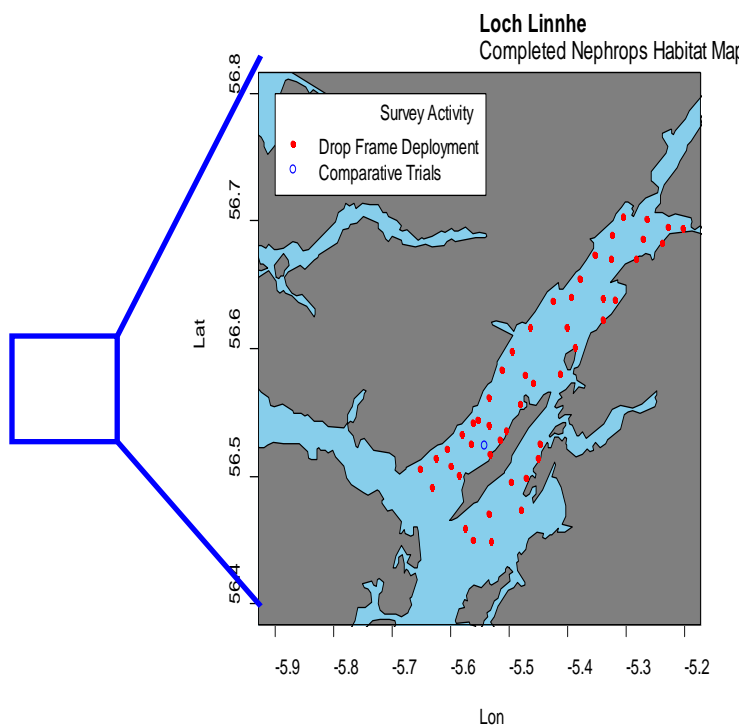 Loch Linnhe
Completed Nephrops Habitat Map
Survey Activity
Drop Frame Deployment
Comparative Trials
56.8
56.7
56.6
56.5
56.4
Lat
-5.9 -5.8 -5.7 -5.6 -5.5 -5.4 -5.3 -5.2
Lon